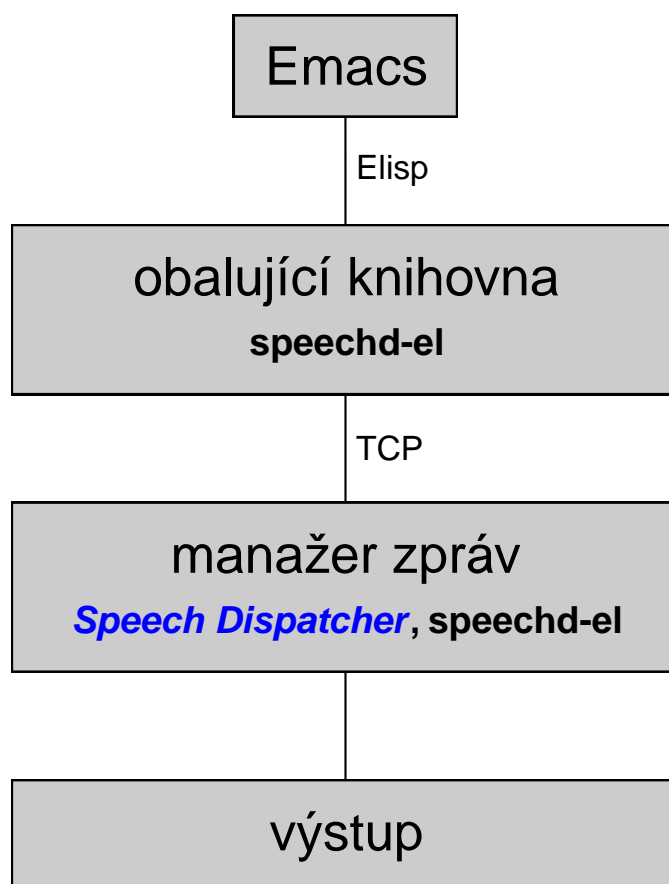 Emacs
Elisp
obalující knihovna
speechd-el
TCP
manažer zpráv
Speech Dispatcher, speechd-el
výstup